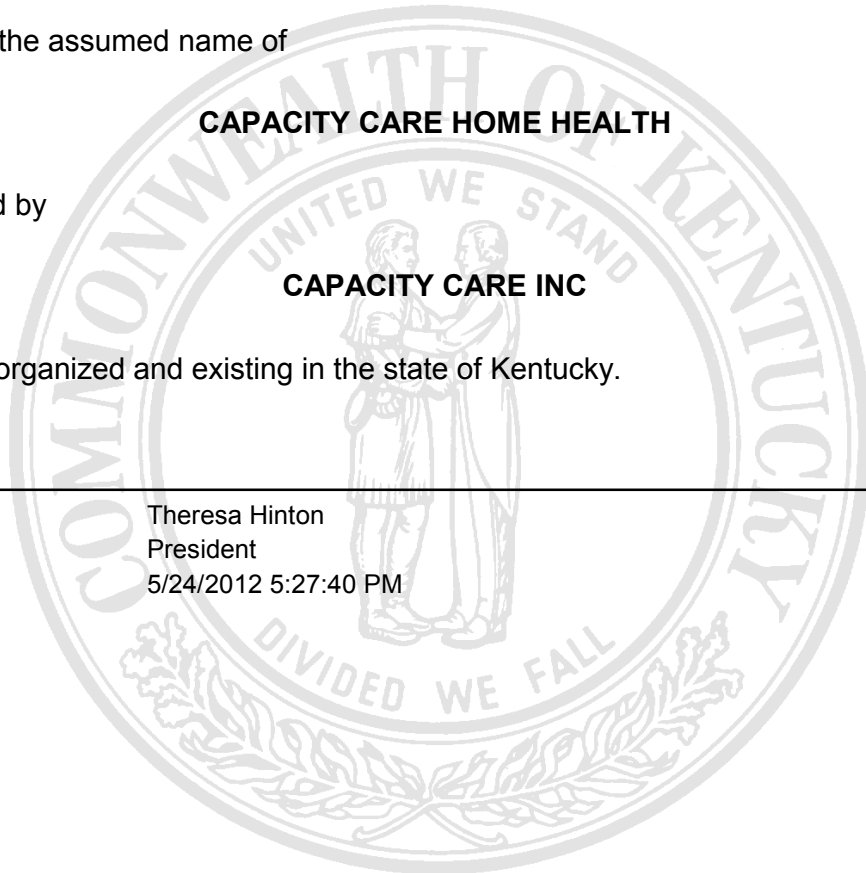 the assumed name of
CAPACITY CARE HOME HEALTH
d by
CAPACITY CARE INC
organized and existing in the state of Kentucky.
Theresa Hinton
President
5/24/2012 5:27:40 PM
COMMONWEALTH OF KENTUCKY
UNITED WE STAND
DIVIDED WE FALL